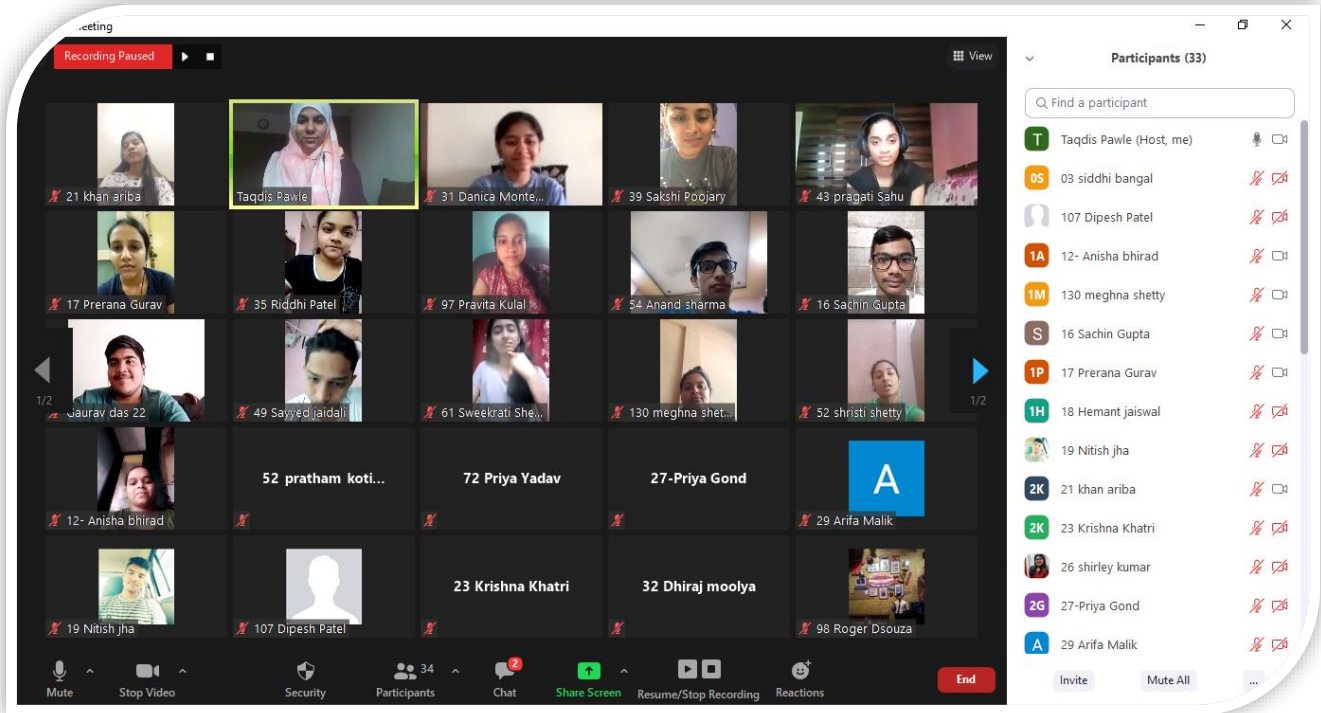 eeting
Recording Paused
View
21 khan ariba
Taqdis Pawle
31 Danica Monte...
39 Sakshi Poojary
43 pragati Sahu
17 Prerana Gurav
35 Riddhi Patel
97 Pravita Kulal
54 Anand sharma
16 Sachin Gupta
1/2
Gaurav das 22
49 Sayyed jaidali
61 Sweekrati She...
130 meghna shet...
52 shristi shetty
1/2
12- Anisha bhirad
52 pratham koti...
72 Priya Yadav
27-Priya Gond
A
29 Arifa Malik
19 Nitish jha
107 Dipesh Patel
23 Krishna Khatri
32 Dhiraj moolya
98 Roger Dsouza
Mute
Stop Video
Security
34
Participants
2
Chat
Share Screen
Resume/Stop Recording
Reactions
End
Participants (33)
Find a participant
T Taqdis Pawle (Host, me)
0S 03 siddhi bangal
107 Dipesh Patel
1A 12- Anisha bhirad
1M 130 meghna shetty
S 16 Sachin Gupta
1P 17 Prerana Gurav
1H 18 Hemant jaiswal
19 Nitish jha
2K 21 khan ariba
2K 23 Krishna Khatri
26 shirley kumar
2G 27-Priya Gond
A 29 Arifa Malik
Invite
Mute All
...